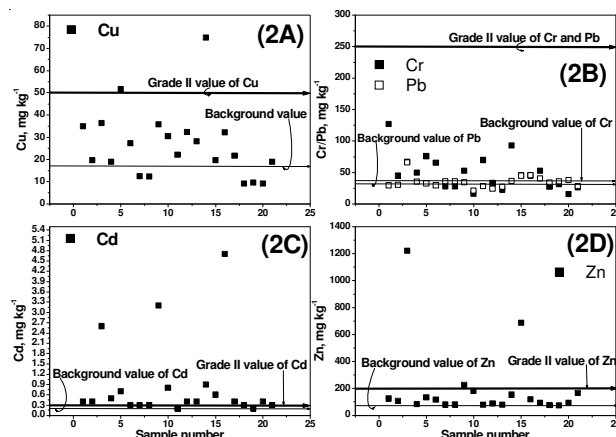 Cu
(2A)
Grade II value of Cu
Background value
Cu, mg kg-1
80
70
60
50
40
30
20
10
0
0
5
10
15
20
25
Grade II value of Cr and Pb
(2B)
Cr
Pb
Background value of Cr
Background value of Pb
Cr/Pb, mg kg-1
300
250
200
150
100
50
0
0
5
10
15
20
25
Cd
(2C)
Background value of Cd
Grade II value of Cd
Cd, mg kg-1
5.4
5.1
4.8
4.5
4.2
3.9
3.6
3.3
3.0
2.7
2.4
2.1
1.8
1.5
1.2
0.9
0.6
0.3
0.0
0
5
10
15
20
25
Sample number
(2D)
Zn
Background value of Zn
Grade II value of Zn
Zn, mg kg-1
1400
1200
1000
800
600
400
200
0
0
5
10
15
20
25
Sample number